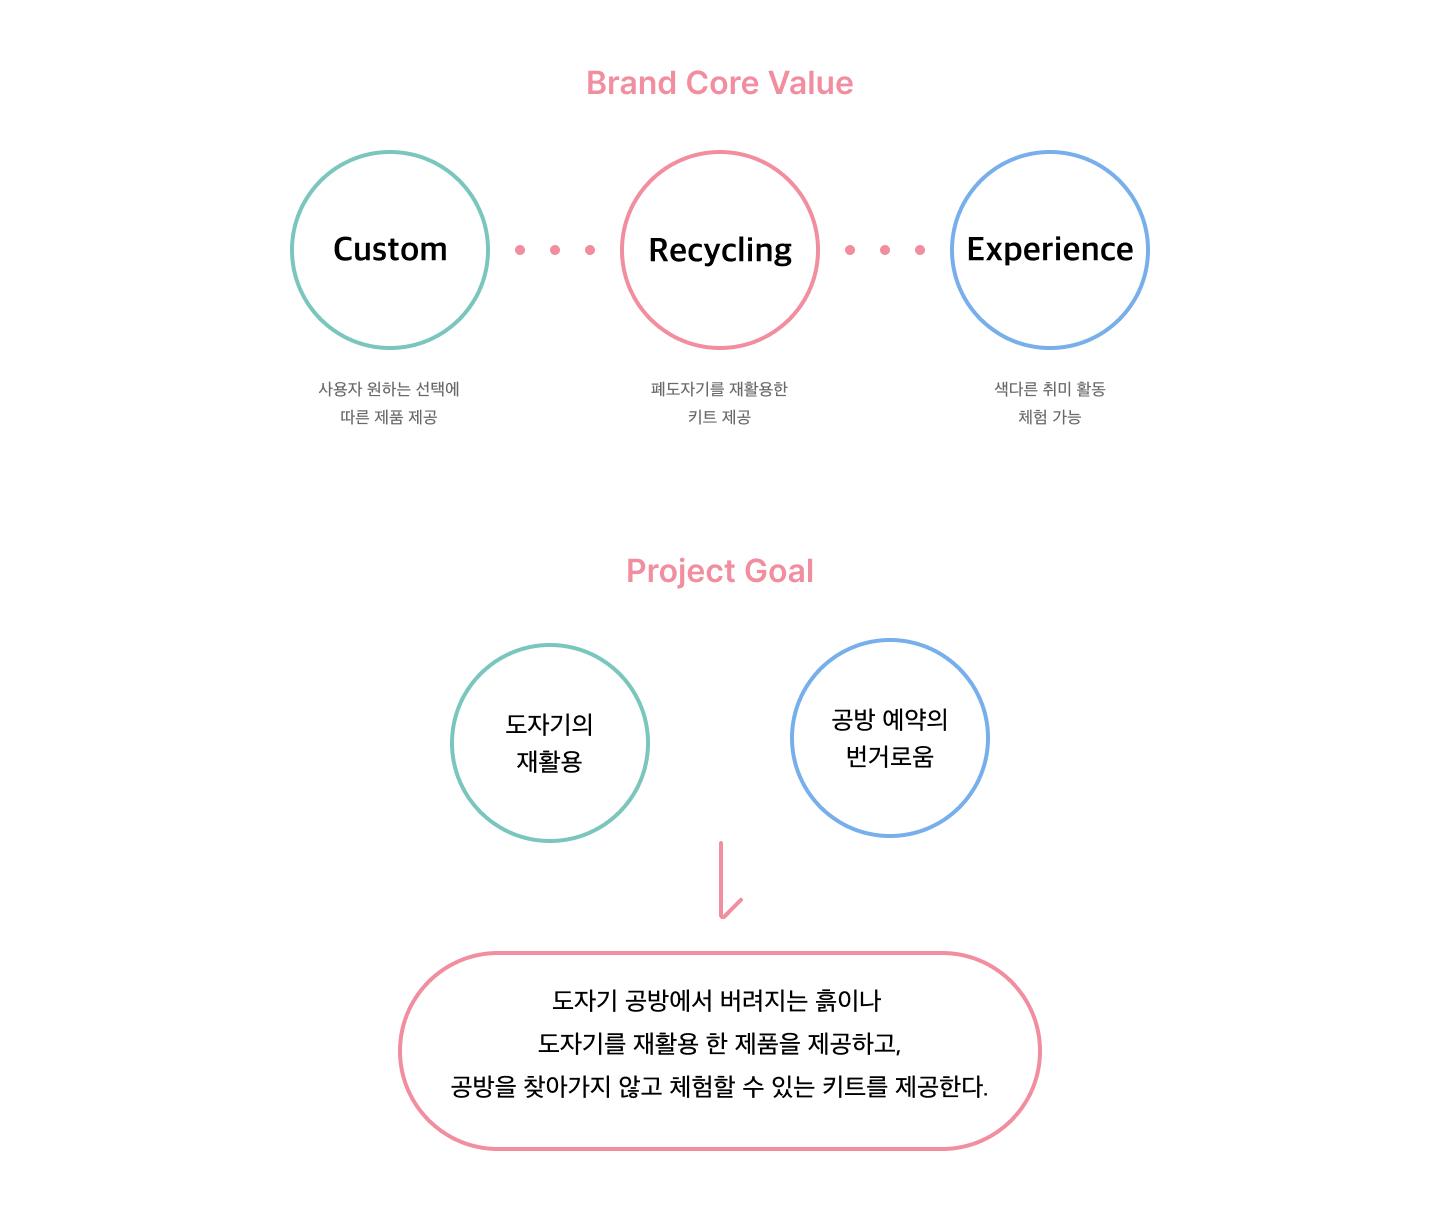 Brand Core Value
Custom
Recycling
Experience
사용자 원하는 선택에
따른 제품 제공
폐도자기를 재활용한
키트 제공
색다른 취미 활동
체험 가능
Project Goal
도자기의
재활용
공방 예약의
번거로움
도자기 공방에서 버려지는 흙이나
도자기를 재활용 한 제품을 제공하고,
공방을 찾아가지 않고 체험할 수 있는 키트를 제공한다.